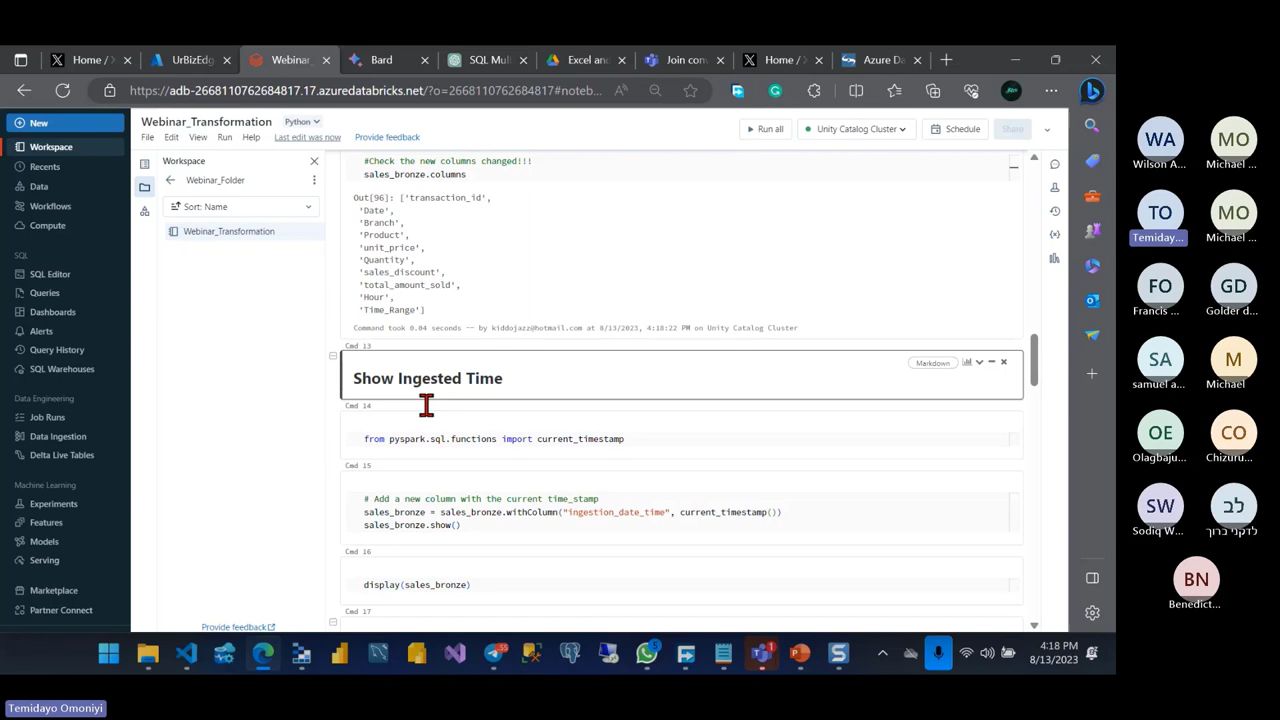 Home / X
UrBizEdg
Webinar_
Bard
SQL Mul
Excel and
Join con
Home / X
Azure Da
https://adb-2668110762684717.17.azuredatabricks.net/?o=2668110762684717#noteb...
New
Workspace
Recents
Data
Workflows
Compute
SQL
SQL Editor
Queries
Dashboards
Alerts
Query History
SQL Warehouses
Data Engineering
Job Runs
Data Ingestion
Delta Live Tables
Machine Learning
Experiments
Features
Models
Serving
Marketplace
Partner Connect
Webinar_Transformation
Python
File Edit View Run Help Last edit was now Provide feedback
Run all
Unity Catalog Cluster
Schedule
Share
Workspace
Webinar_Folder
Sort: Name
Webinar_Transformation
Provide feedback
#Check the new columns changed!!!
sales_bronze.columns
Out[96]: ['transaction_id',
'Date',
'Branch',
'Product',
'unit_price',
'Quantity',
'sales_discount',
'total_amount_sold',
'Hour',
'Time_Range']
Command took 0.04 seconds -- by kiddojazz@hotmail.com at 8/13/2023, 4:18:22 PM on Unity Catalog Cluster
Cmd 13
Markdown
Show Ingested Time
Cmd 14
from pyspark.sql.functions import current_timestamp
Cmd 15
# Add a new column with the current time_stamp
sales_bronze = sales_bronze.withColumn("ingestion_date_time", current_timestamp())
sales_bronze.show()
Cmd 16
display(sales_bronze)
Cmd 17
4:18 PM
8/13/2023
WA
Wilson A...
MO
Michael ...
TO
Temiday...
MO
Michael ...
FO
Francis ...
GD
Golder d...
SA
samuel a...
M
Michael
OE
Olagbaju...
CO
Chizuru...
SW
Sodiq W...
לב
לדקני ברוך
BN
Benedict...
Temidayo Omoniyi